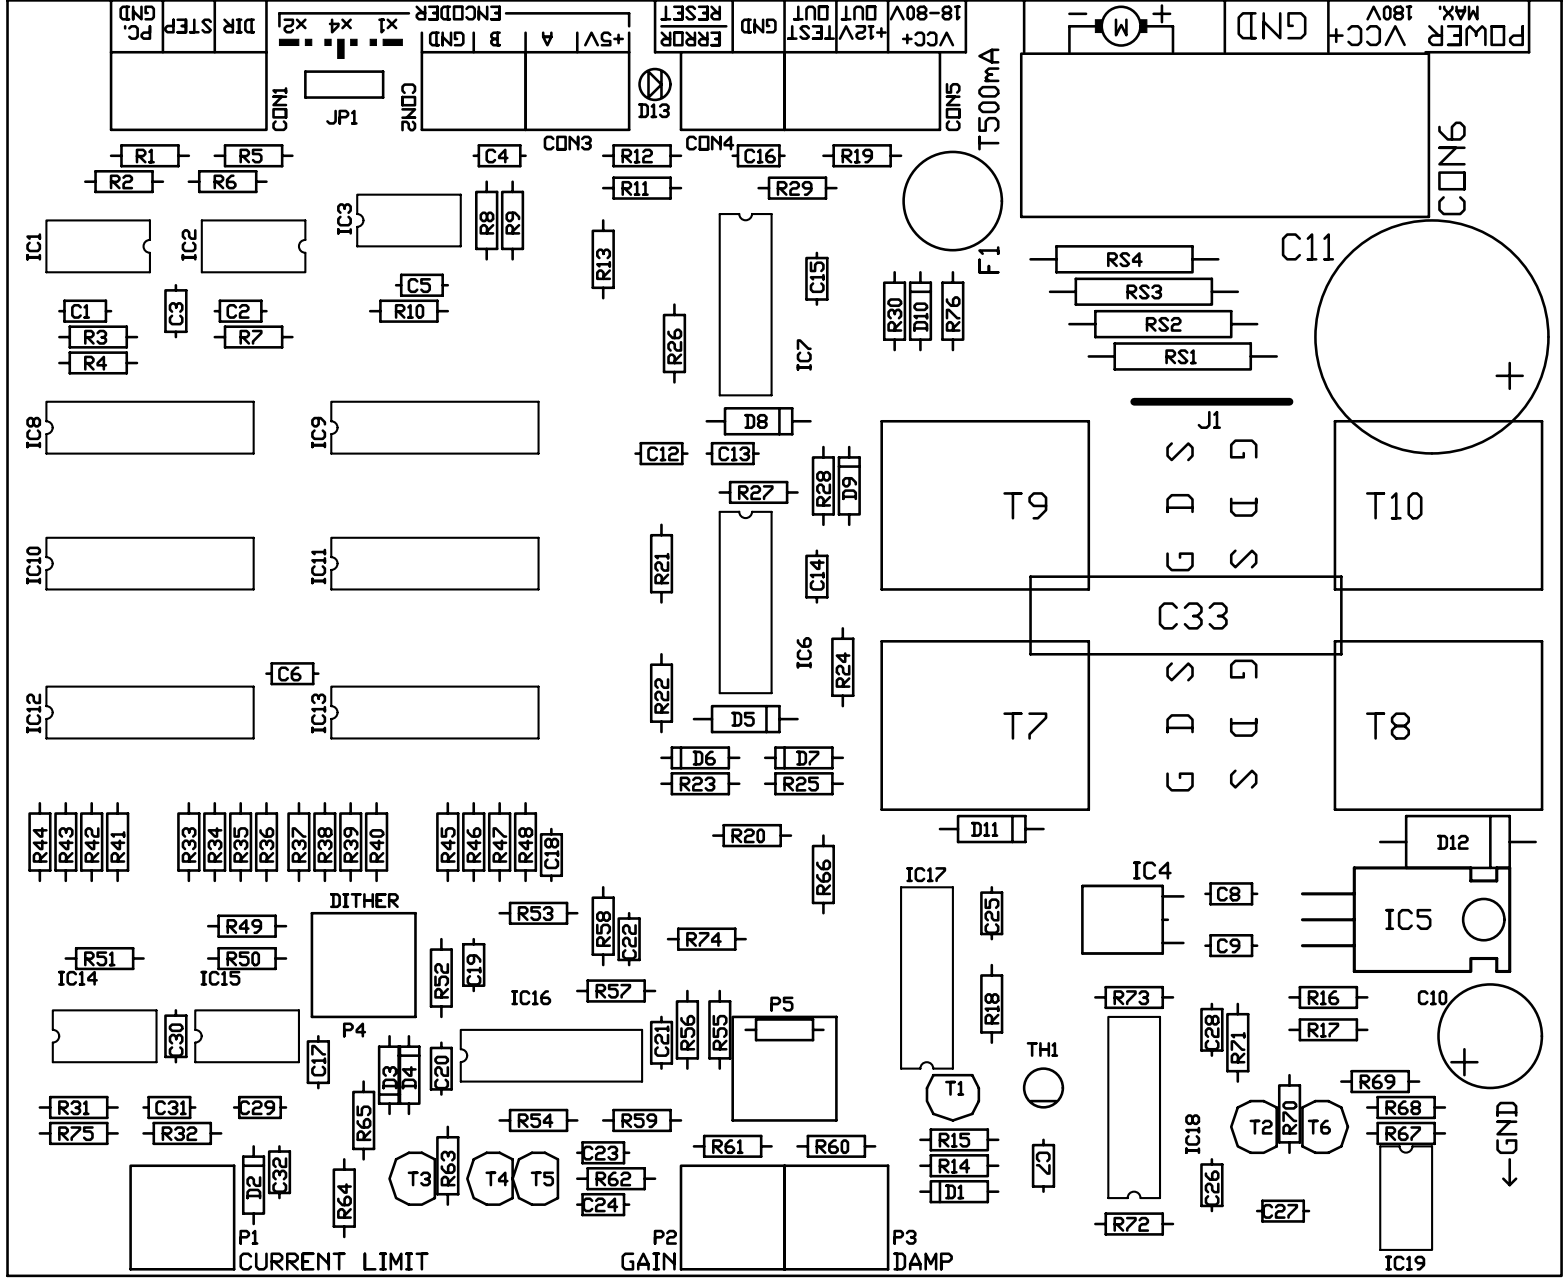 PC. GND
STEP
DIR
x2 x4 x1
ENCODER
GND B A +5V
ERROR RESET
GND
TEST OUT
+12V OUT
VCC+ 18-80V
- M +
GND
VCC+ 180V
POWER MAX.
CON1
JP1
CON2
CON3
D13
CON4
CON5
T500mA
CON6
R1 R5 C4 R12 C16 R19
R2 R6 R11 R29
IC1 IC2 IC3 R8 R9 R13 C15 F1 C11
RS4
C5 RS3
C1 C3 C2 R10 R30 D10 R76
RS2
R3 R7 R26 IC7
RS1
R4
J1
IC8 IC9 D8
C12 C13
R27 R28 D9
S G
T9 D D T10
G S
IC10 IC11 R21 C14
C33
IC6
C6 R22 R24
IC12 IC13 D5
S G
T7 D D T8
G S
D6 D7
R23 R25
R44 R43 R42 R41 R33 R34 R35 R36 R37 R38 R39 R40 R45 R46 R47 R48 C18
R20 D11 D12
R66 IC17 IC4
DITHER C8
R49 R53 R58 C22 C25 IC5
R51 R50 R52 C19 R74 C9
IC14 IC15 IC16 R57 P5 R18 R73 R16 C10
P4 R17
C30 C17 D3 D4 C20 C21 R56 R55 TH1 C28 R71
R69
T1
R31 C31 C29 R65 R54 R59 R68
R75 R32 R15 IC18 T2 R70 T6 R67 GND
R61 R60
D2 C32 R64 T3 R63 T4 T5 C23 R14 C7 C26
R62 D1
C24 C27
R72
P1 P2 P3
CURRENT LIMIT GAIN DAMP IC19